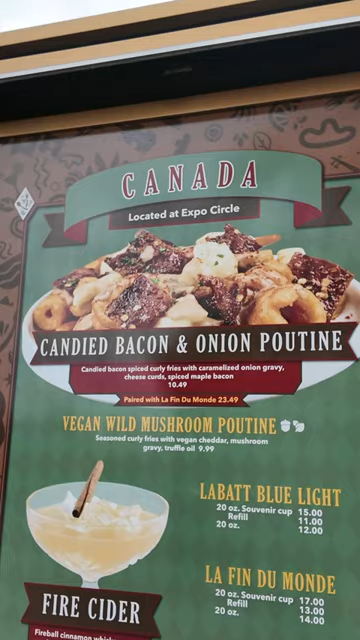 CANADA
Located at Expo Circle
CANDIED BACON & ONION POUTINE
Candied bacon spiced curly fries with caramelized onion gravy,
cheese curds, spiced maple bacon
10.49
Paired with La Fin Du Monde 23.49
VEGAN WILD MUSHROOM POUTINE
Seasoned curly fries with vegan cheddar, mushroom
gravy, truffle oil 9.99
LABATT BLUE LIGHT
20 oz. Souvenir cup 15.00
Refill 11.00
20 oz. 12.00
LA FIN DU MONDE
20 oz. Souvenir cup 17.00
Refill 13.00
20 oz. 14.00
FIRE CIDER
Fireball cinnamon